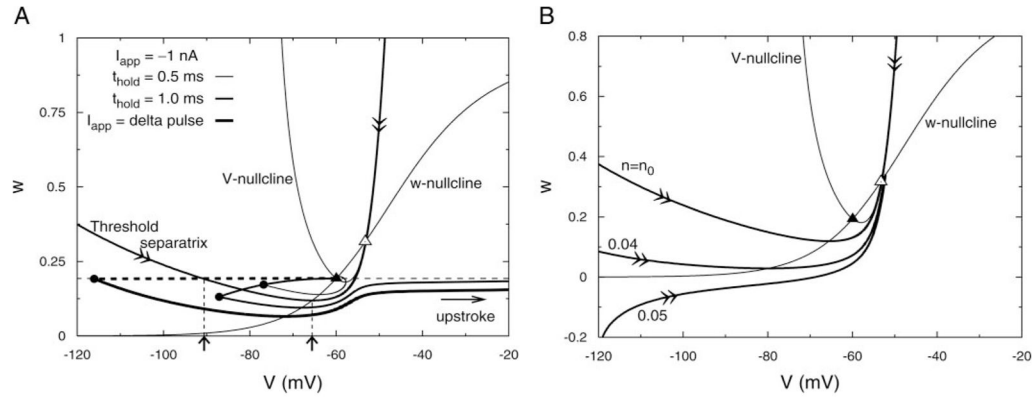 A
I_app = −1 nA
t_hold = 0.5 ms
t_hold = 1.0 ms
I_app = delta pulse
V-nullcline
w-nullcline
Threshold
separatrix
upstroke
w
1
0.75
0.5
0.25
0
-120
-100
-80
-60
-40
-20
V (mV)
B
V-nullcline
w-nullcline
n=n_0
0.04
0.05
w
0.8
0.6
0.4
0.2
0
-0.2
-120
-100
-80
-60
-40
-20
V (mV)